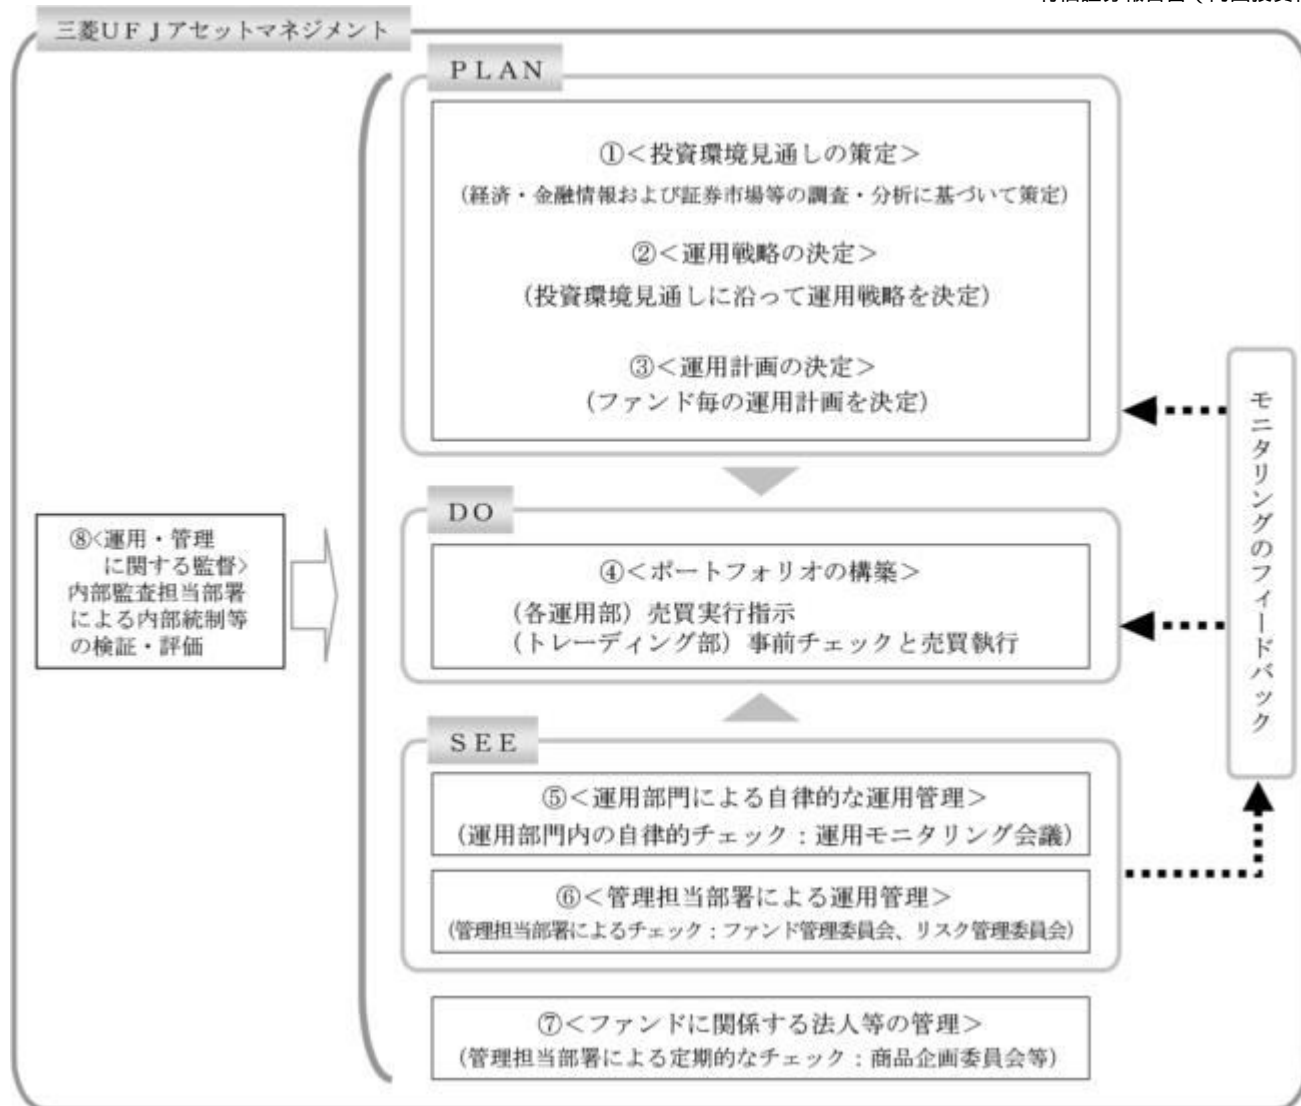 三菱ＵＦＪアセットマネジメント
ＰＬＡＮ
①＜投資環境見通しの策定＞
（経済・金融情報および証券市場等の調査・分析に基づいて策定）
②＜運用戦略の決定＞
（投資環境見通しに沿って運用戦略を決定）
③＜運用計画の決定＞
（ファンド毎の運用計画を決定）
ＤＯ
④＜ポートフォリオの構築＞
（各運用部）売買実行指示
（トレーディング部）事前チェックと売買執行
ＳＥＥ
⑤＜運用部門による自律的な運用管理＞
（運用部門内の自律的チェック：運用モニタリング会議）
⑥＜管理担当部署による運用管理＞
（管理担当部署によるチェック：ファンド管理委員会、リスク管理委員会）
⑦＜ファンドに関係する法人等の管理＞
（管理担当部署による定期的なチェック：商品企画委員会等）
⑧＜運用・管理
に関する監督＞
内部監査担当部署
による内部統制等
の検証・評価
モニタリングのフィードバック